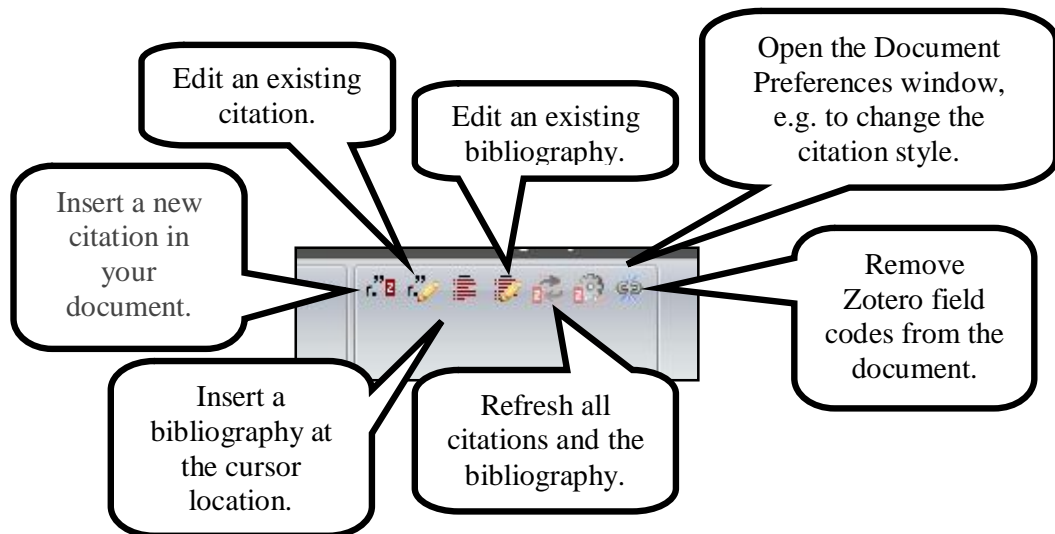 Edit an existing
citation.
Edit an existing
bibliography.
Open the Document
Preferences window,
e.g. to change the
citation style.
Insert a new
citation in
your
document.
Remove
Zotero field
codes from the
document.
Insert a
bibliography at
the cursor
location.
Refresh all
citations and the
bibliography.